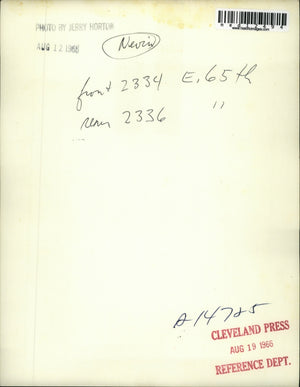 PHOTO BY JERRY HORTON
AUG 12 1966
Nevin
front 2334 E. 65th
rear 2336 "
A14725
CLEVELAND PRESS
AUG 19 1966
REFERENCE DEPT.